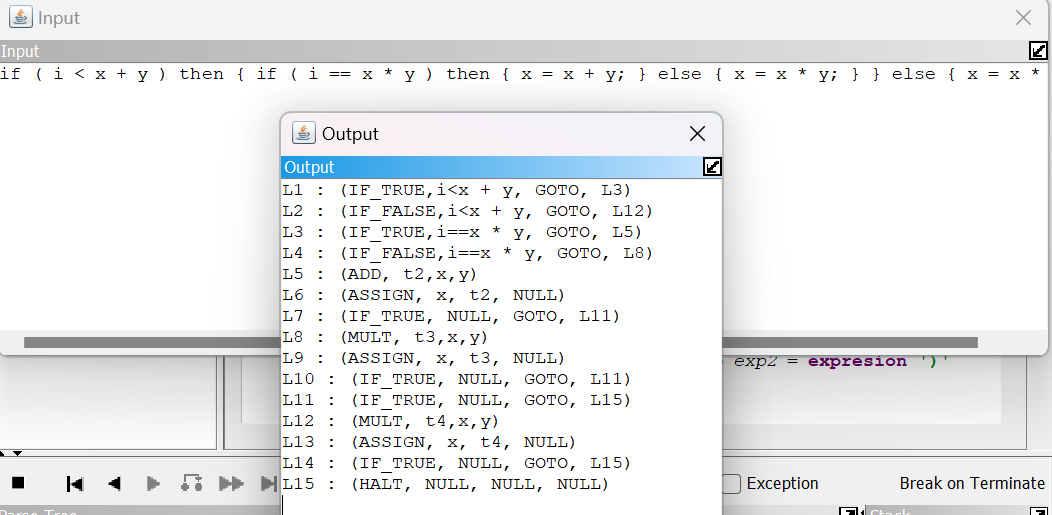 Input
Input
if ( i < x + y ) then { if ( i == x * y ) then { x = x + y; } else { x = x * y; } } else { x = x *
Output
Output
L1 : (IF_TRUE,i<x + y, GOTO, L3)
L2 : (IF_FALSE,i<x + y, GOTO, L12)
L3 : (IF_TRUE,i==x * y, GOTO, L5)
L4 : (IF_FALSE,i==x * y, GOTO, L8)
L5 : (ADD, t2,x,y)
L6 : (ASSIGN, x, t2, NULL)
L7 : (IF_TRUE, NULL, GOTO, L11)
L8 : (MULT, t3,x,y)
L9 : (ASSIGN, x, t3, NULL)
L10 : (IF_TRUE, NULL, GOTO, L11)
L11 : (IF_TRUE, NULL, GOTO, L15)
L12 : (MULT, t4,x,y)
L13 : (ASSIGN, x, t4, NULL)
L14 : (IF_TRUE, NULL, GOTO, L15)
L15 : (HALT, NULL, NULL, NULL)
exp2 = expresion ')'
Exception Break on Terminate
Parse Tree Stack